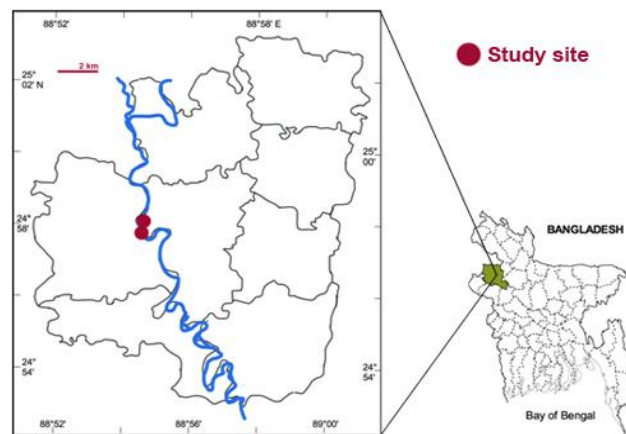 88°52'
88°58' E
25°
02' N
2 km
Study site
25°
00'
24°
58'
BANGLADESH
24°
54'
24°
54'
Bay of Bengal
88°52'
88°56'
89°00'